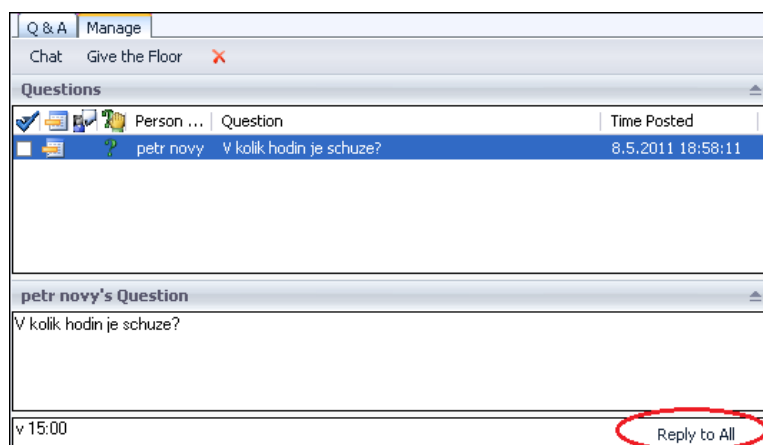 Q & A Manage
Chat Give the Floor
Questions
Person ... Question Time Posted
petr novy V kolik hodin je schuze? 8.5.2011 18:58:11
petr novy's Question
V kolik hodin je schuze?
v 15:00 Reply to All